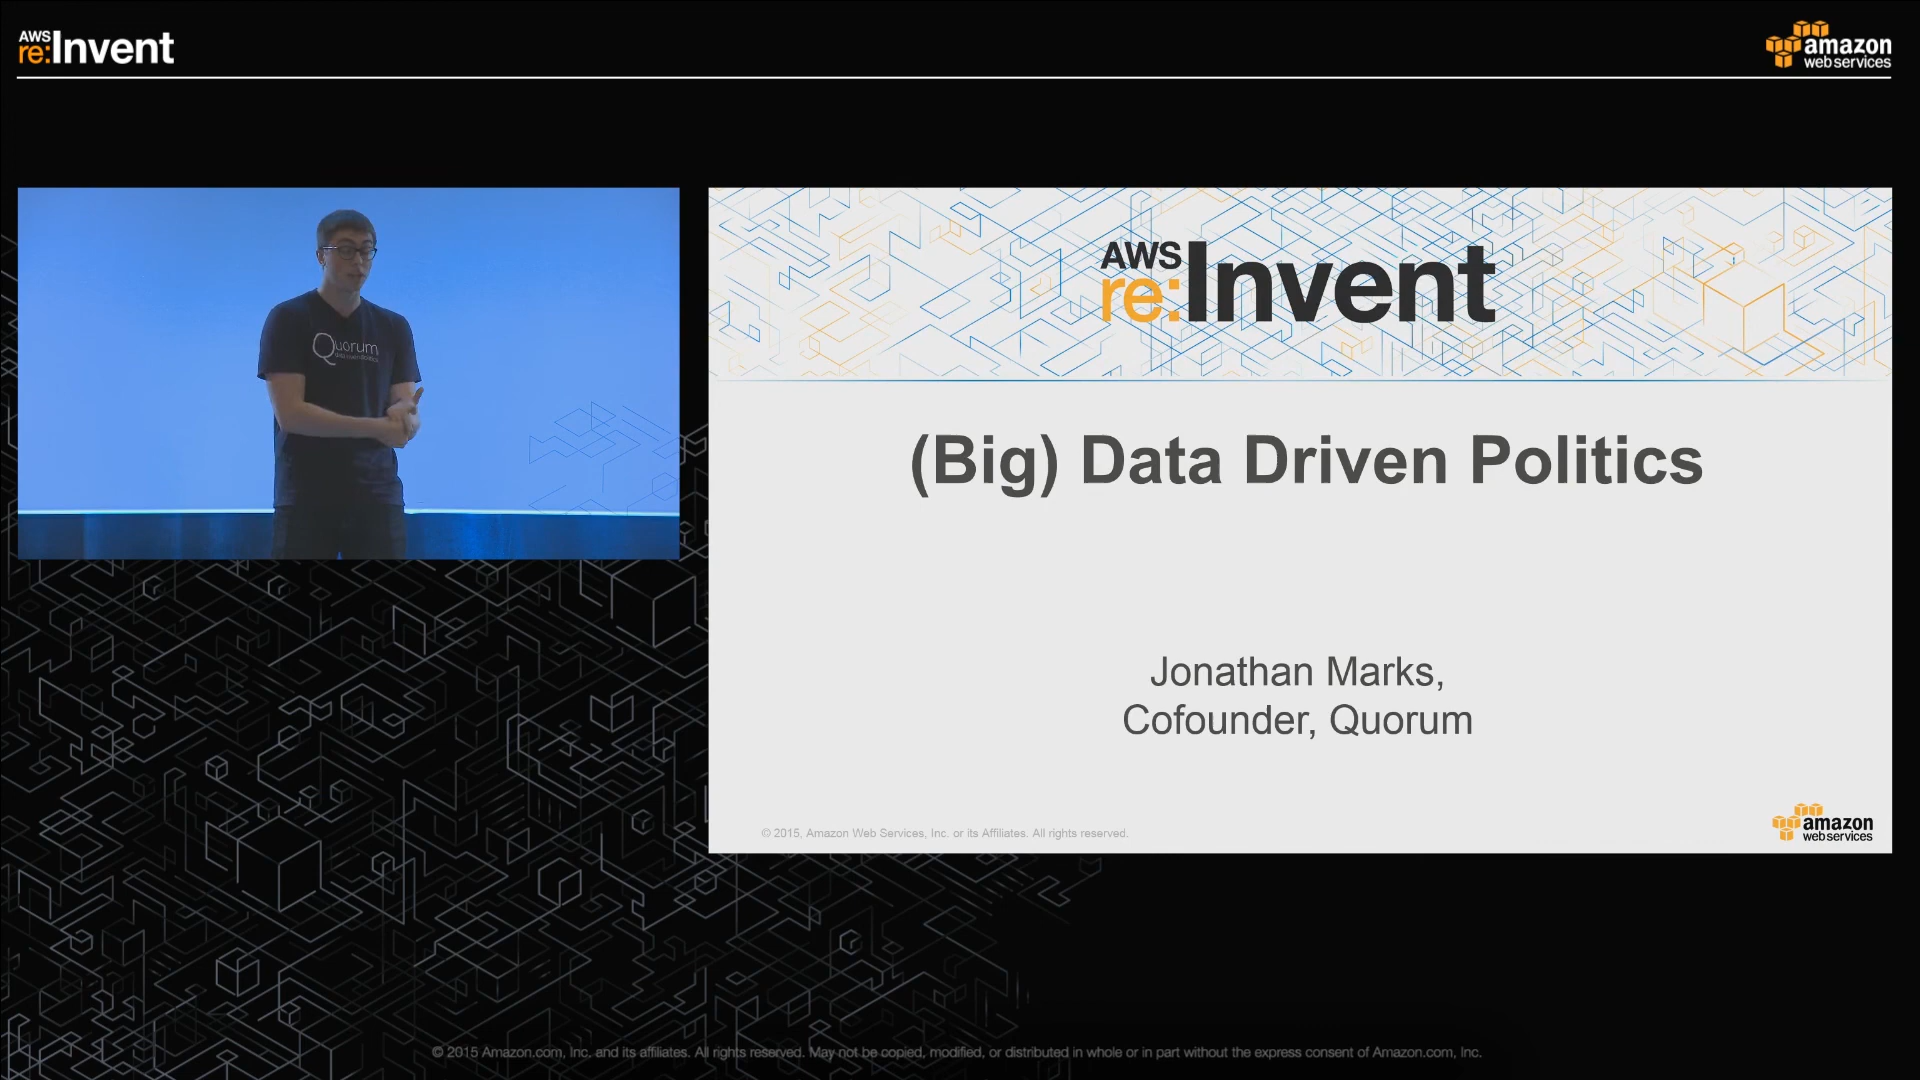 AWS
re:Invent
amazon
web services
Quorum
AWS
re:Invent
(Big) Data Driven Politics
Jonathan Marks,
Cofounder, Quorum
© 2015, Amazon Web Services, Inc. or its Affiliates. All rights reserved.
amazon
web services
© 2015 Amazon.com, Inc. and its affiliates. All rights reserved. May not be copied, modified, or distributed in whole or in part without the express consent of Amazon.com, Inc.